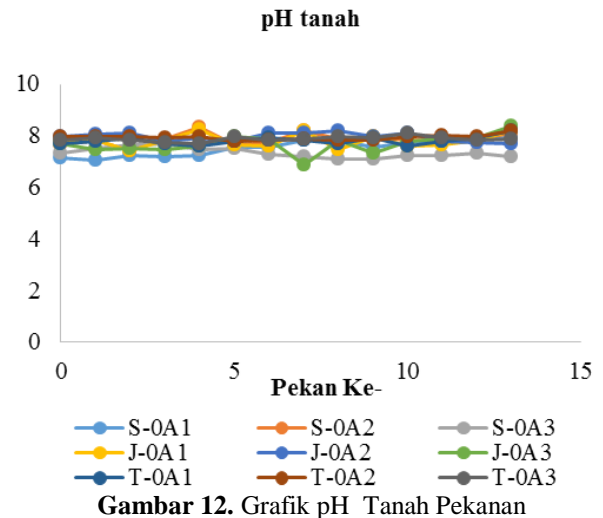 pH tanah
10
8
6
4
2
0
0 5 10 15
Pekan Ke-
S-0A1 S-0A2 S-0A3
J-0A1 J-0A2 J-0A3
T-0A1 T-0A2 T-0A3
Gambar 12. Grafik pH Tanah Pekanan